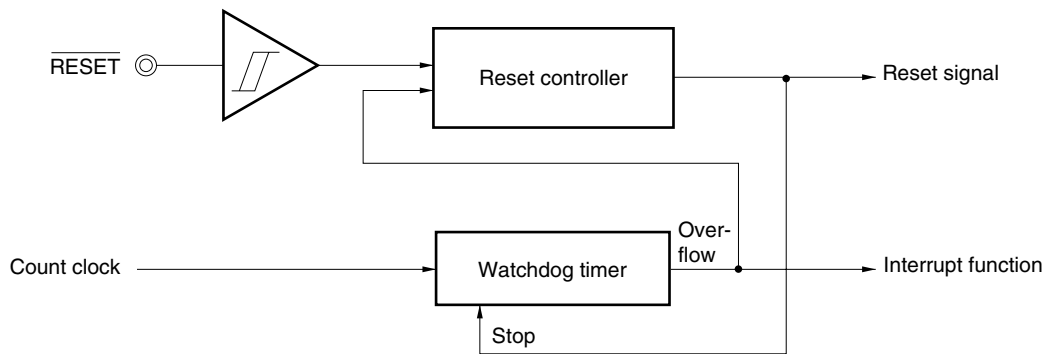 RESET
Reset controller
Reset signal
Over-
flow
Count clock
Watchdog timer
Interrupt function
Stop